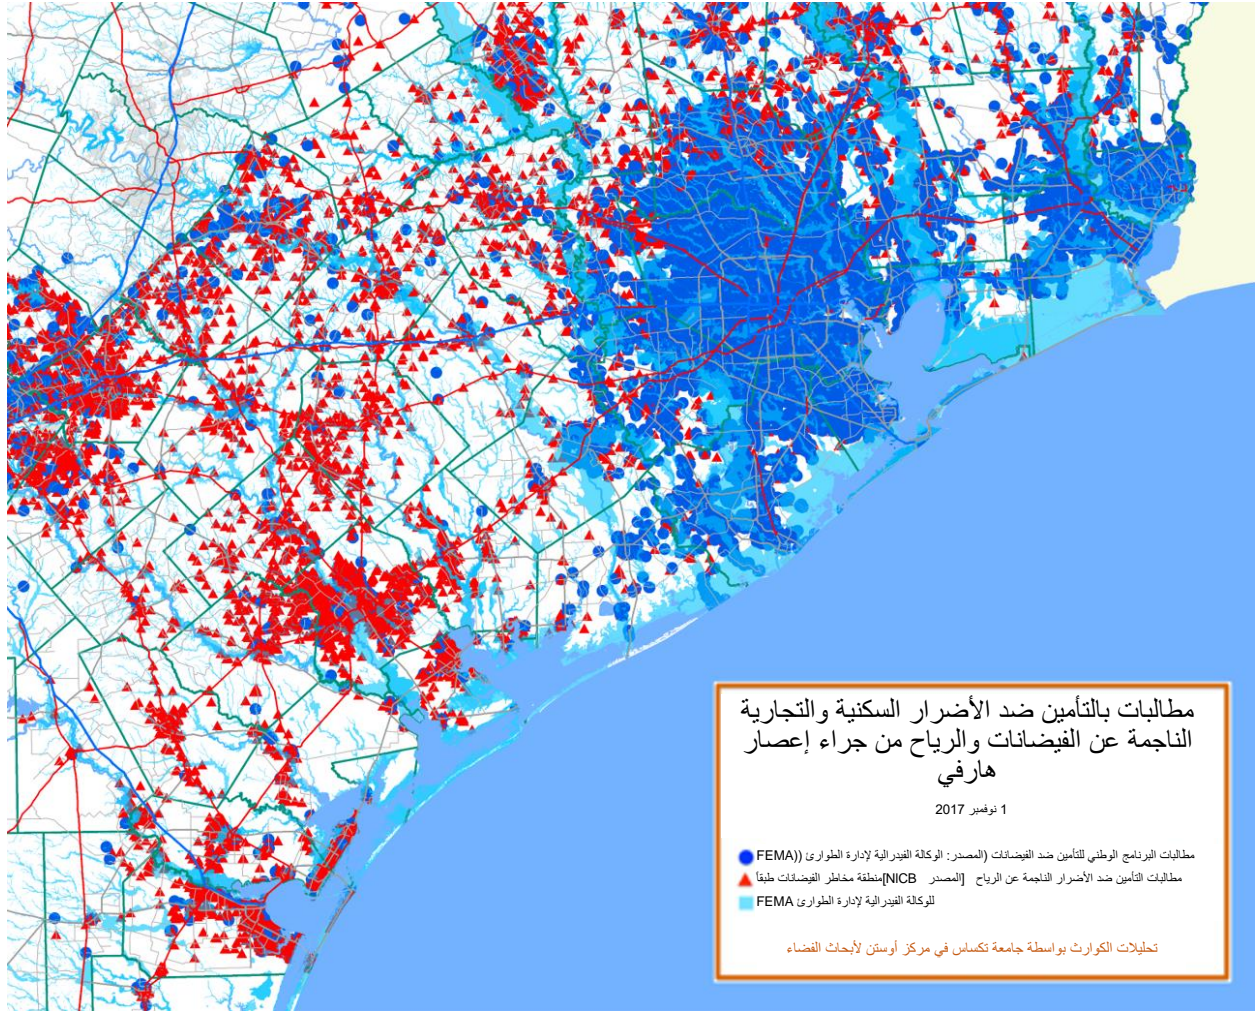 مطالبات بالتأمين ضد الأضرار السكنية والتجارية
الناجمة عن الفيضانات والرياح من جراء إعصار
هارفي
1 نوفمبر 2017
مطالبات البرنامج الوطني للتأمين ضد الفيضانات (المصدر: الوكالة الفيدرالية لإدارة الطوارئ ((FEMA
مطالبات التأمين ضد الأضرار الناجمة عن الرياح [المصدر NICB]منطقة مخاطر الفيضانات طبقاً
للوكالة الفيدرالية لإدارة الطوارئ FEMA
تحليلات الكوارث بواسطة جامعة تكساس في مركز أوستن لأبحاث الفضاء